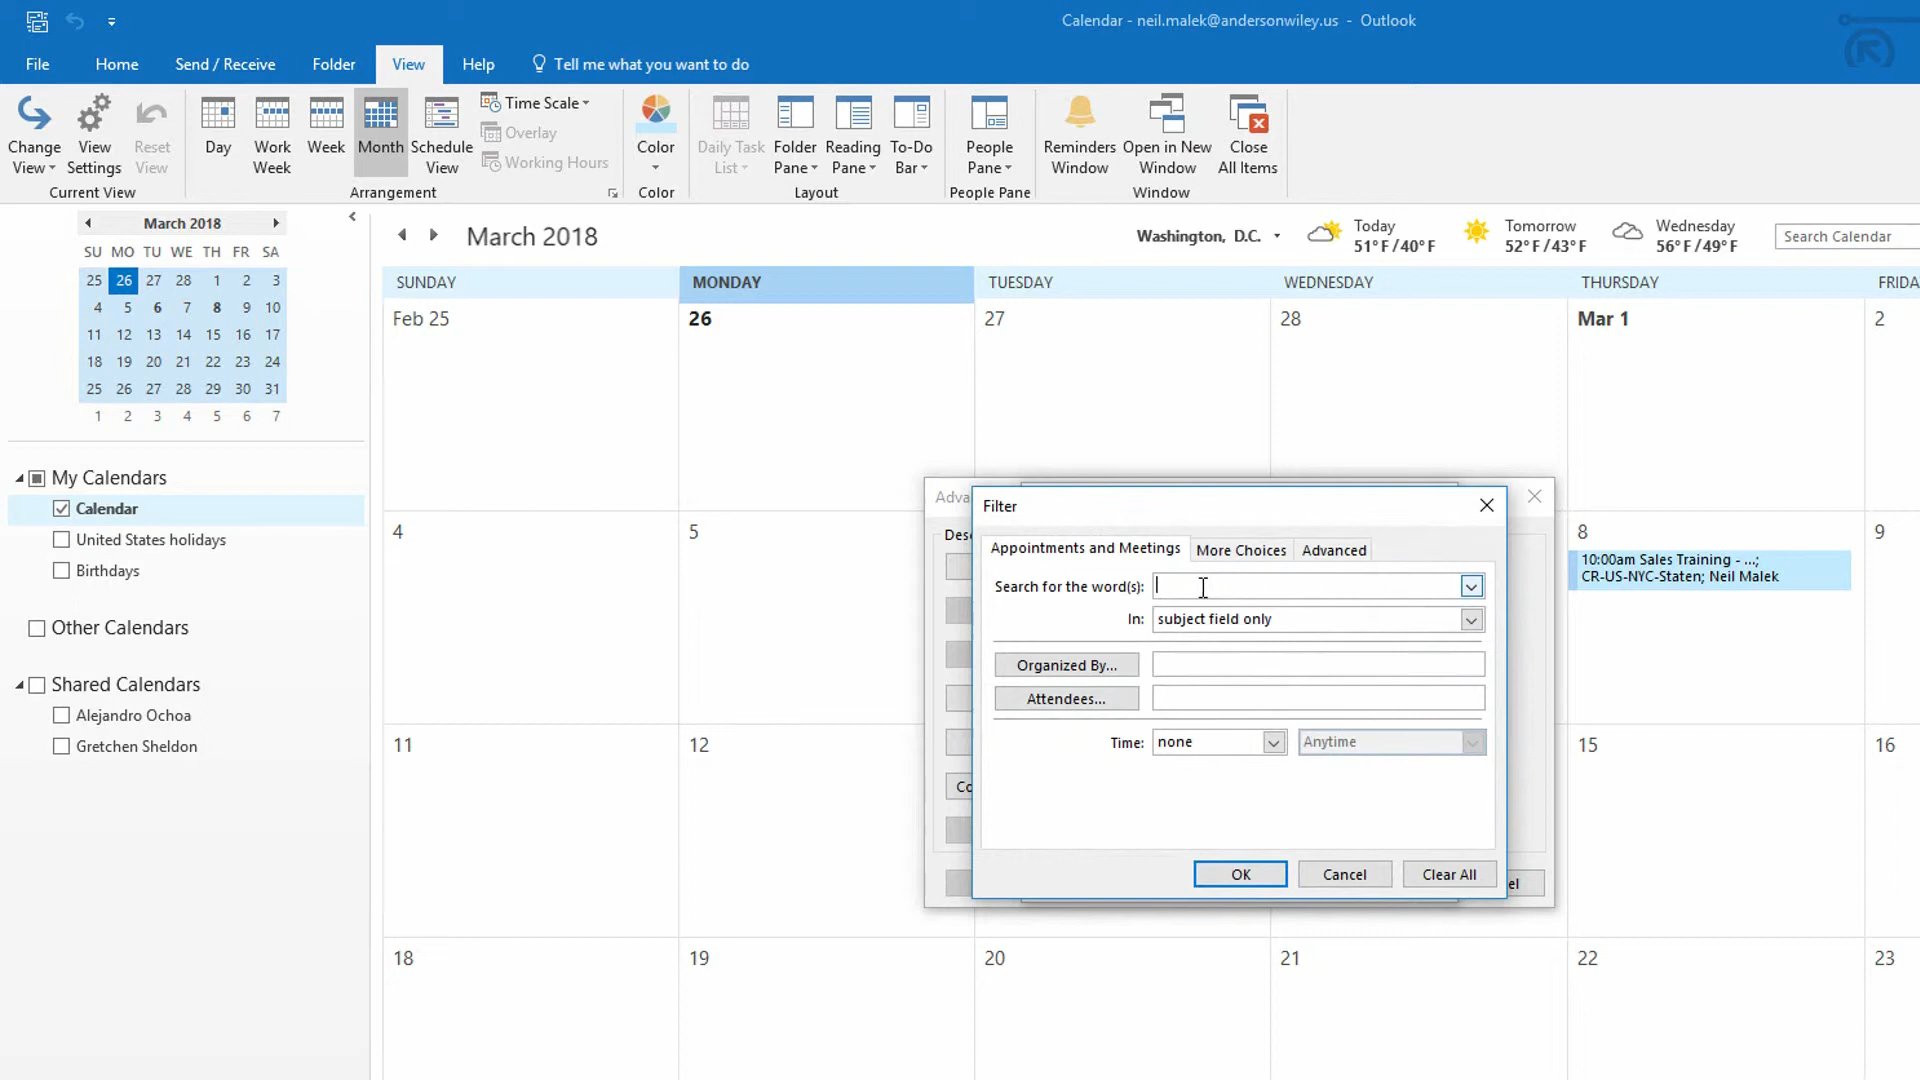 Calendar - neil.malek@andersonwiley.us - Outlook
File Home Send / Receive Folder View Help Tell me what you want to do
Change View
View Settings
Reset View
Current View
Day
Work Week
Week
Month
Schedule View
Time Scale
Overlay
Working Hours
Arrangement
Color
Color
Daily Task List
Folder Pane
Reading Pane
To-Do Bar
Layout
People Pane
People Pane
Reminders Window
Open in New Window
Close All Items
Window
March 2018
SU MO TU WE TH FR SA
25 26 27 28 1 2 3
4 5 6 7 8 9 10
11 12 13 14 15 16 17
18 19 20 21 22 23 24
25 26 27 28 29 30 31
1 2 3 4 5 6 7
My Calendars
Calendar
United States holidays
Birthdays
Other Calendars
Shared Calendars
Alejandro Ochoa
Gretchen Sheldon
March 2018
Washington, D.C.
Today
51°F/40°F
Tomorrow
52°F/43°F
Wednesday
56°F/49°F
Search Calendar
SUNDAY MONDAY TUESDAY WEDNESDAY THURSDAY FRIDA
Feb 25 26 27 28 Mar 1 2
4 5 8 9
10:00am Sales Training - ...;
CR-US-NYC-Staten; Neil Malek
11 12 15 16
18 19 20 21 22 23
Adva
Desc
Co
el
Filter
Appointments and Meetings More Choices Advanced
Search for the word(s):
In: subject field only
Organized By...
Attendees...
Time: none Anytime
OK Cancel Clear All